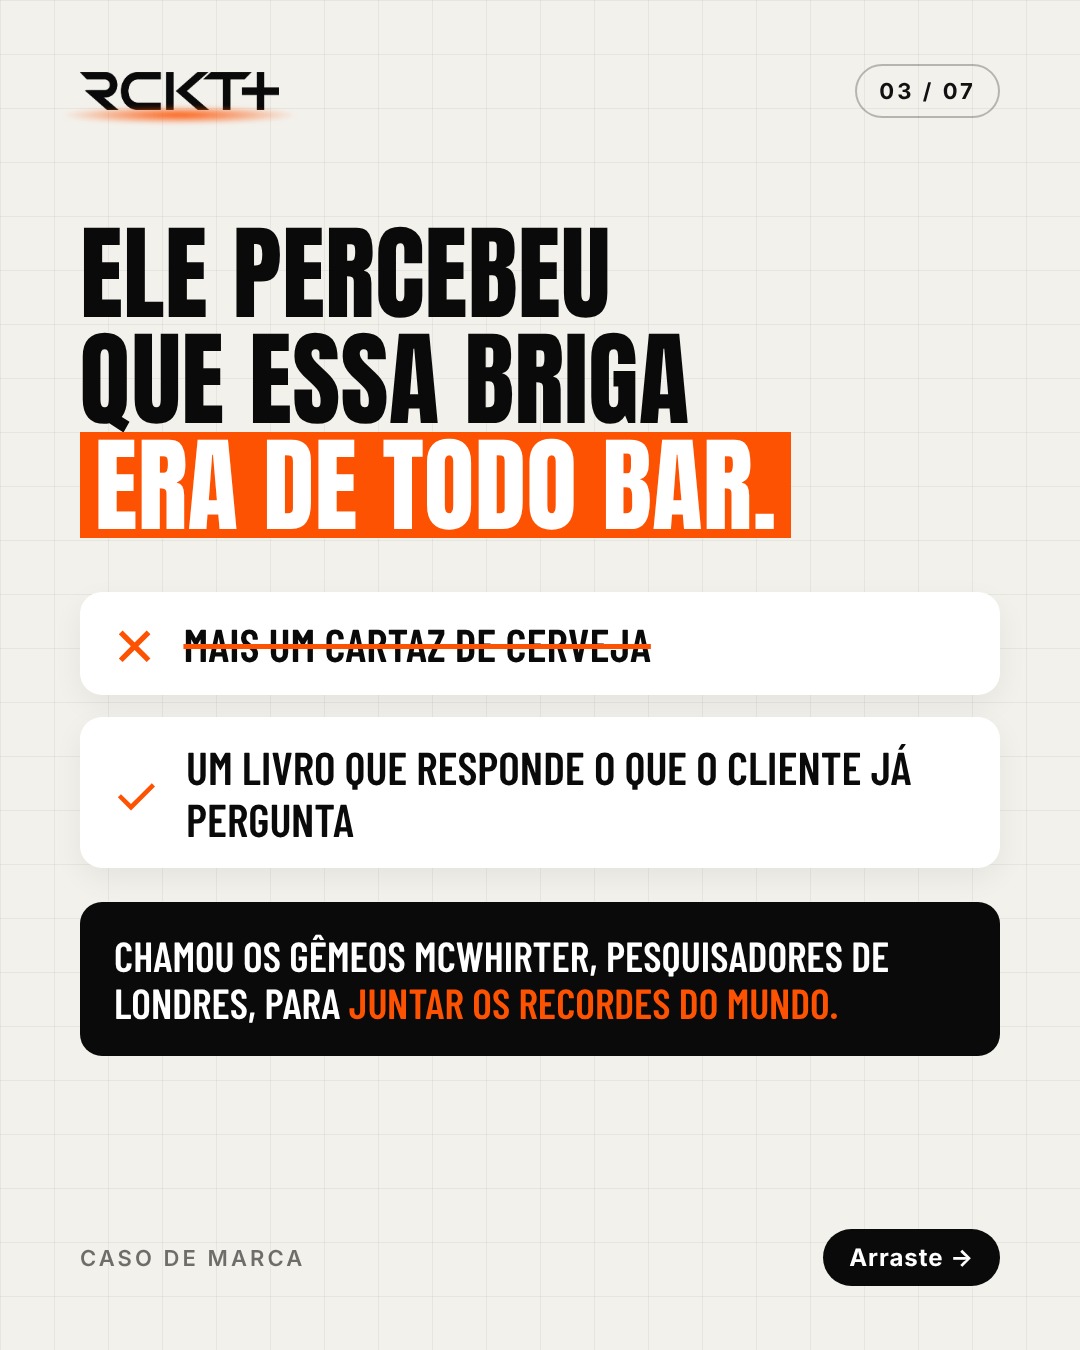 RCKT+
03 / 07
ELE PERCEBEU
QUE ESSA BRIGA
ERA DE TODO BAR.
MAIS UM CARTAZ DE CERVEJA
UM LIVRO QUE RESPONDE O QUE O CLIENTE JÁ
PERGUNTA
CHAMOU OS GÊMEOS MCWHIRTER, PESQUISADORES DE
LONDRES, PARA JUNTAR OS RECORDES DO MUNDO.
CASO DE MARCA
Arraste →